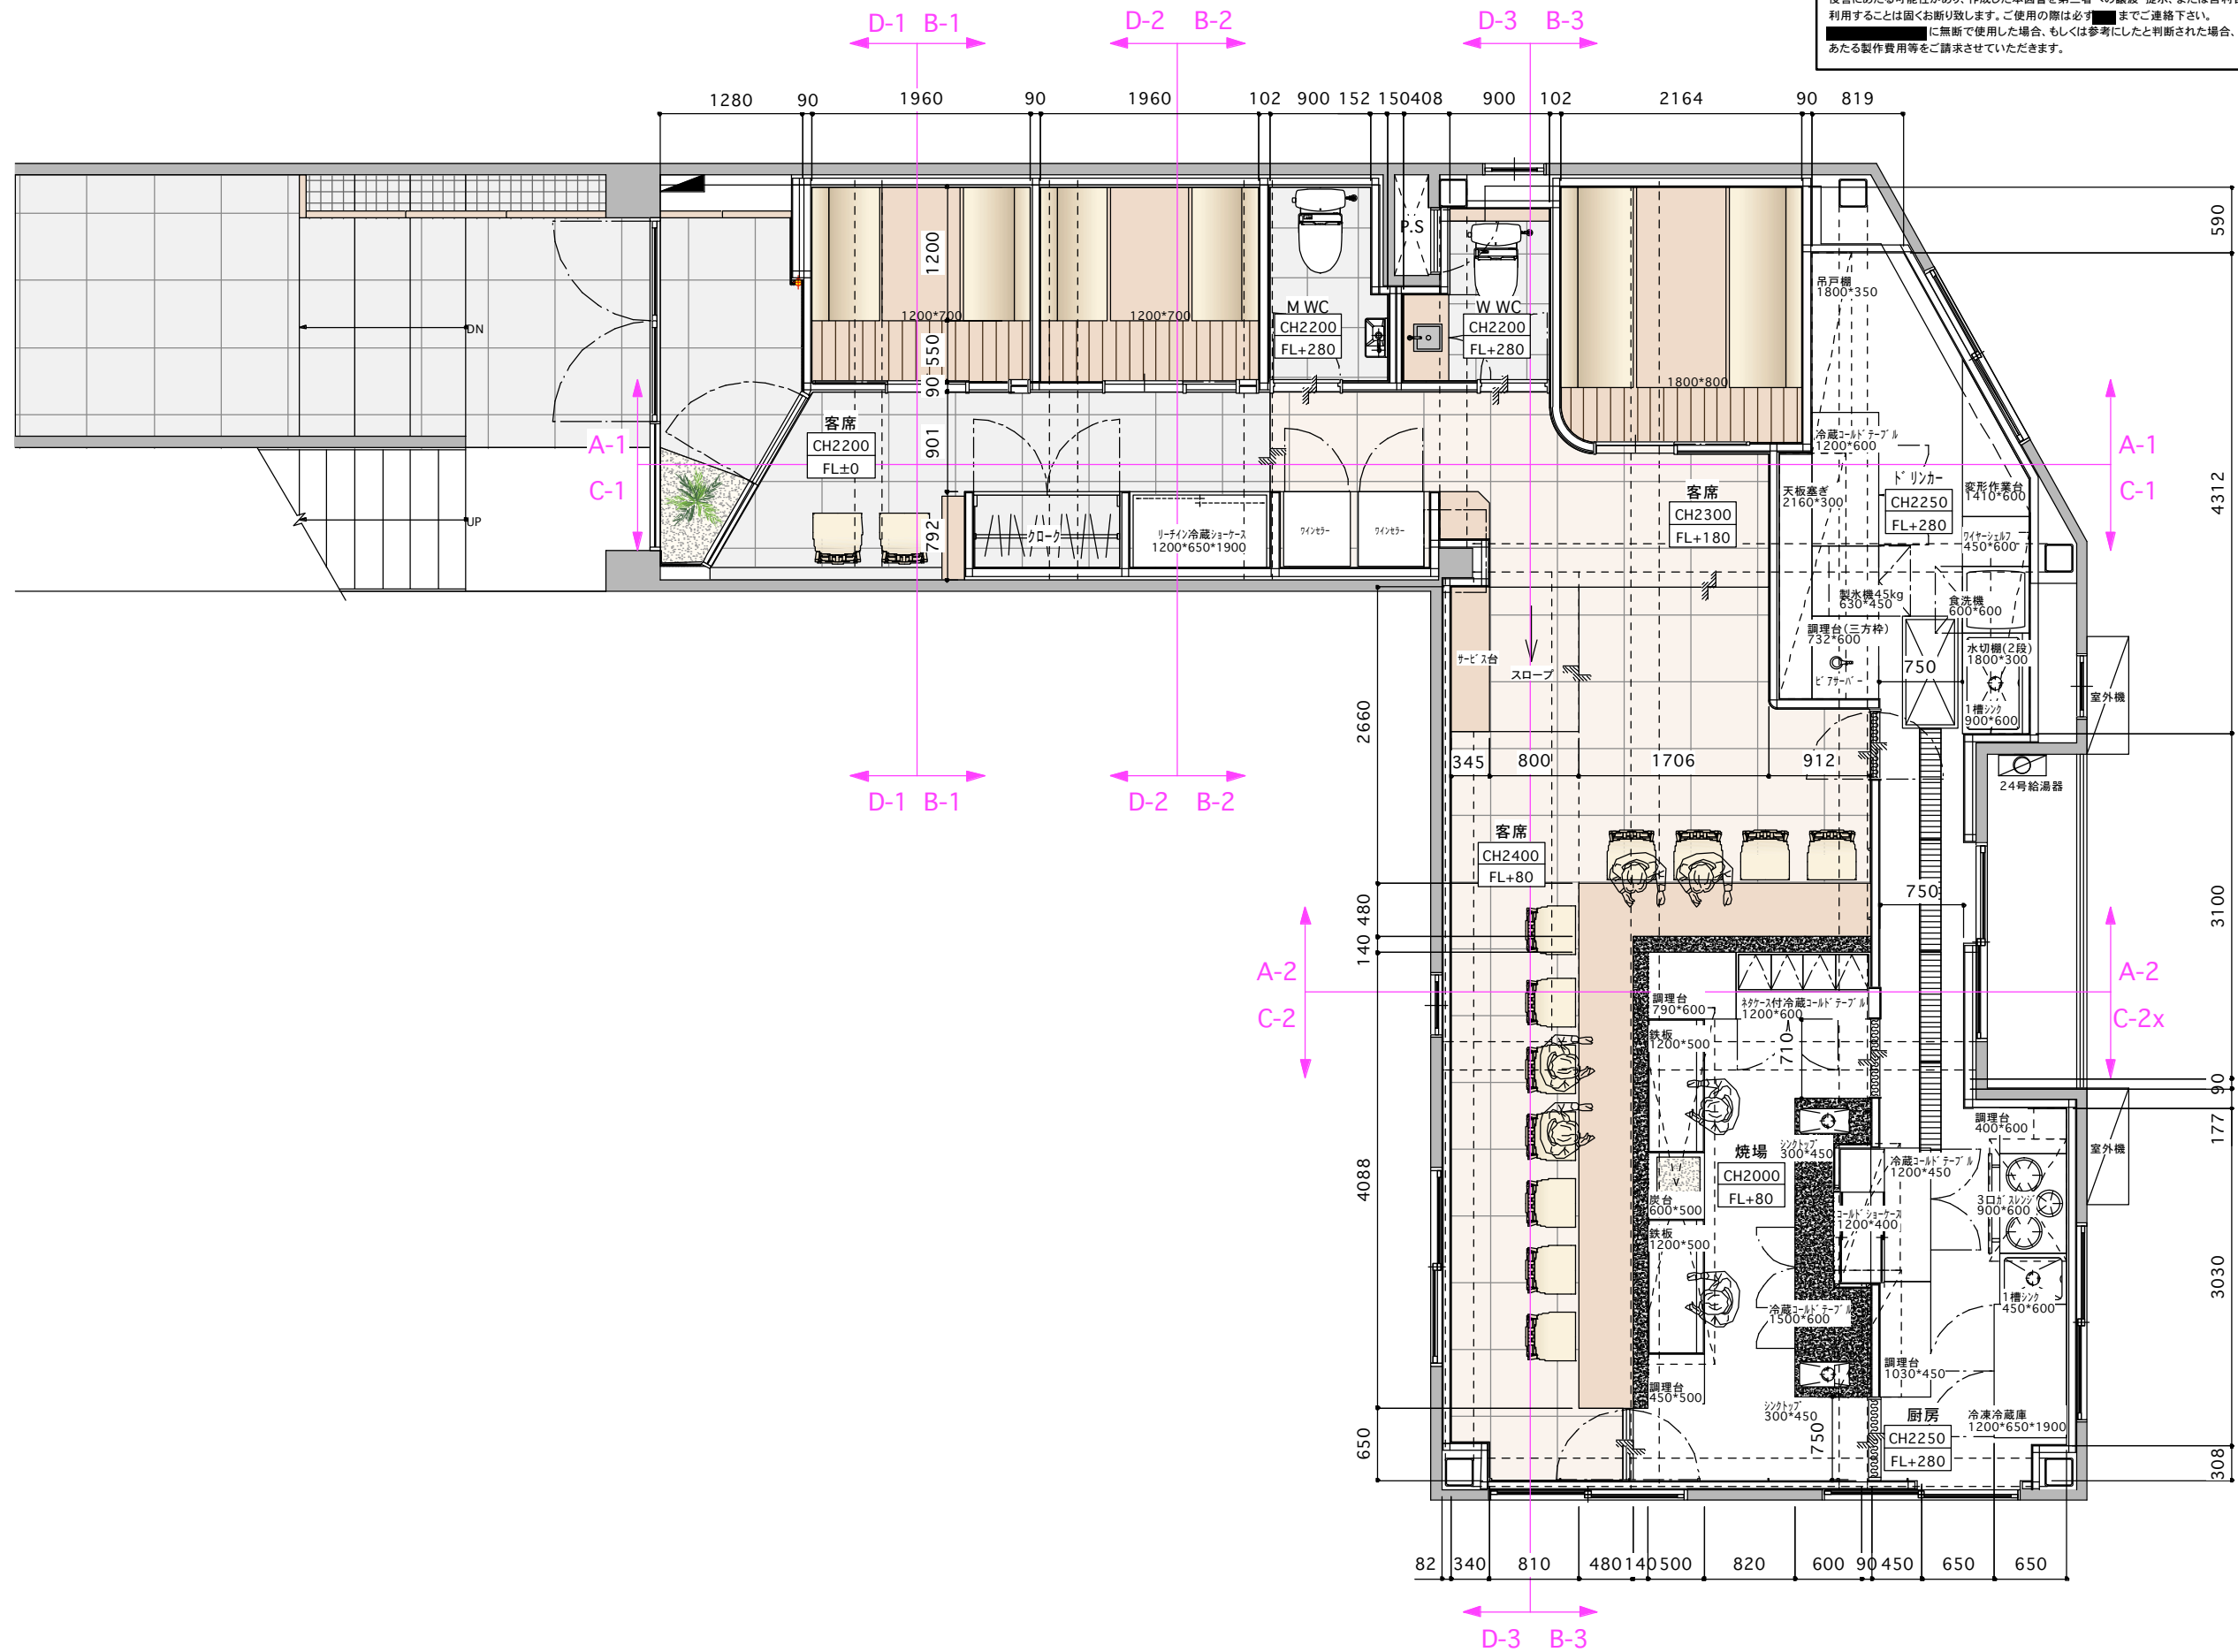 利用することは固くお断り致します。ご使用の際は必ず
までご連絡下さい。
に無断で使用した場合、もしくは参考にしたと判断された場合、
あたる製作費用等をご請求させていただきます。
D-1 B-1
D-2 B-2
D-3 B-3
1280 90 1960 90 1960 102 900 152 150 408 900 102 2164 90 819
590
4312
3100
90
177
3030
308
DN
UP
1200
550
90
901
792
1200*700
1200*700
M WC
CH2200
FL+280
P.S
W WC
CH2200
FL+280
1800*800
吊戸棚
1800*350
A-1
C-1
A-1
C-1
客席
CH2200
FL±0
クローク
リーチイン冷蔵ショーケース
1200*650*1900
ワインセラー
ワインセラー
客席
CH2300
FL+180
冷蔵コールドテーブル
1200*600
天板塞ぎ
2160*300
ドリンカー
CH2250
FL+280
変形作業台
1410*600
ワイヤーシェルフ
450*600
製氷機45kg
630*450
食洗機
600*600
調理台(三方枠)
732*600
ビアサーバー
750
水切棚(2段)
1800*300
1槽シンク
900*600
室外機
24号給湯器
サービス台
スロープ
2660
480
140
4088
650
345 800 1706 912
D-1 B-1
D-2 B-2
客席
CH2400
FL+80
750
A-2
C-2
A-2
C-2x
調理台
790*600
ネタケース付冷蔵コールドテーブル
1200*600
鉄板
1200*500
710
焼場
CH2000
FL+80
シンクトップ
300*450
炭台
600*500
鉄板
1200*500
調理台
450*500
冷蔵コールドテーブル
1200*450
コールドショーケース
1200*400
冷蔵コールドテーブル
1500*600
調理台
400*600
3口ガスレンジ
900*600
1槽シンク
450*600
室外機
調理台
1030*450
シンクトップ
300*450
750
厨房
CH2250
FL+280
冷凍冷蔵庫
1200*650*1900
82 340 810 480 140 500 820 600 90 450 650 650
D-3 B-3